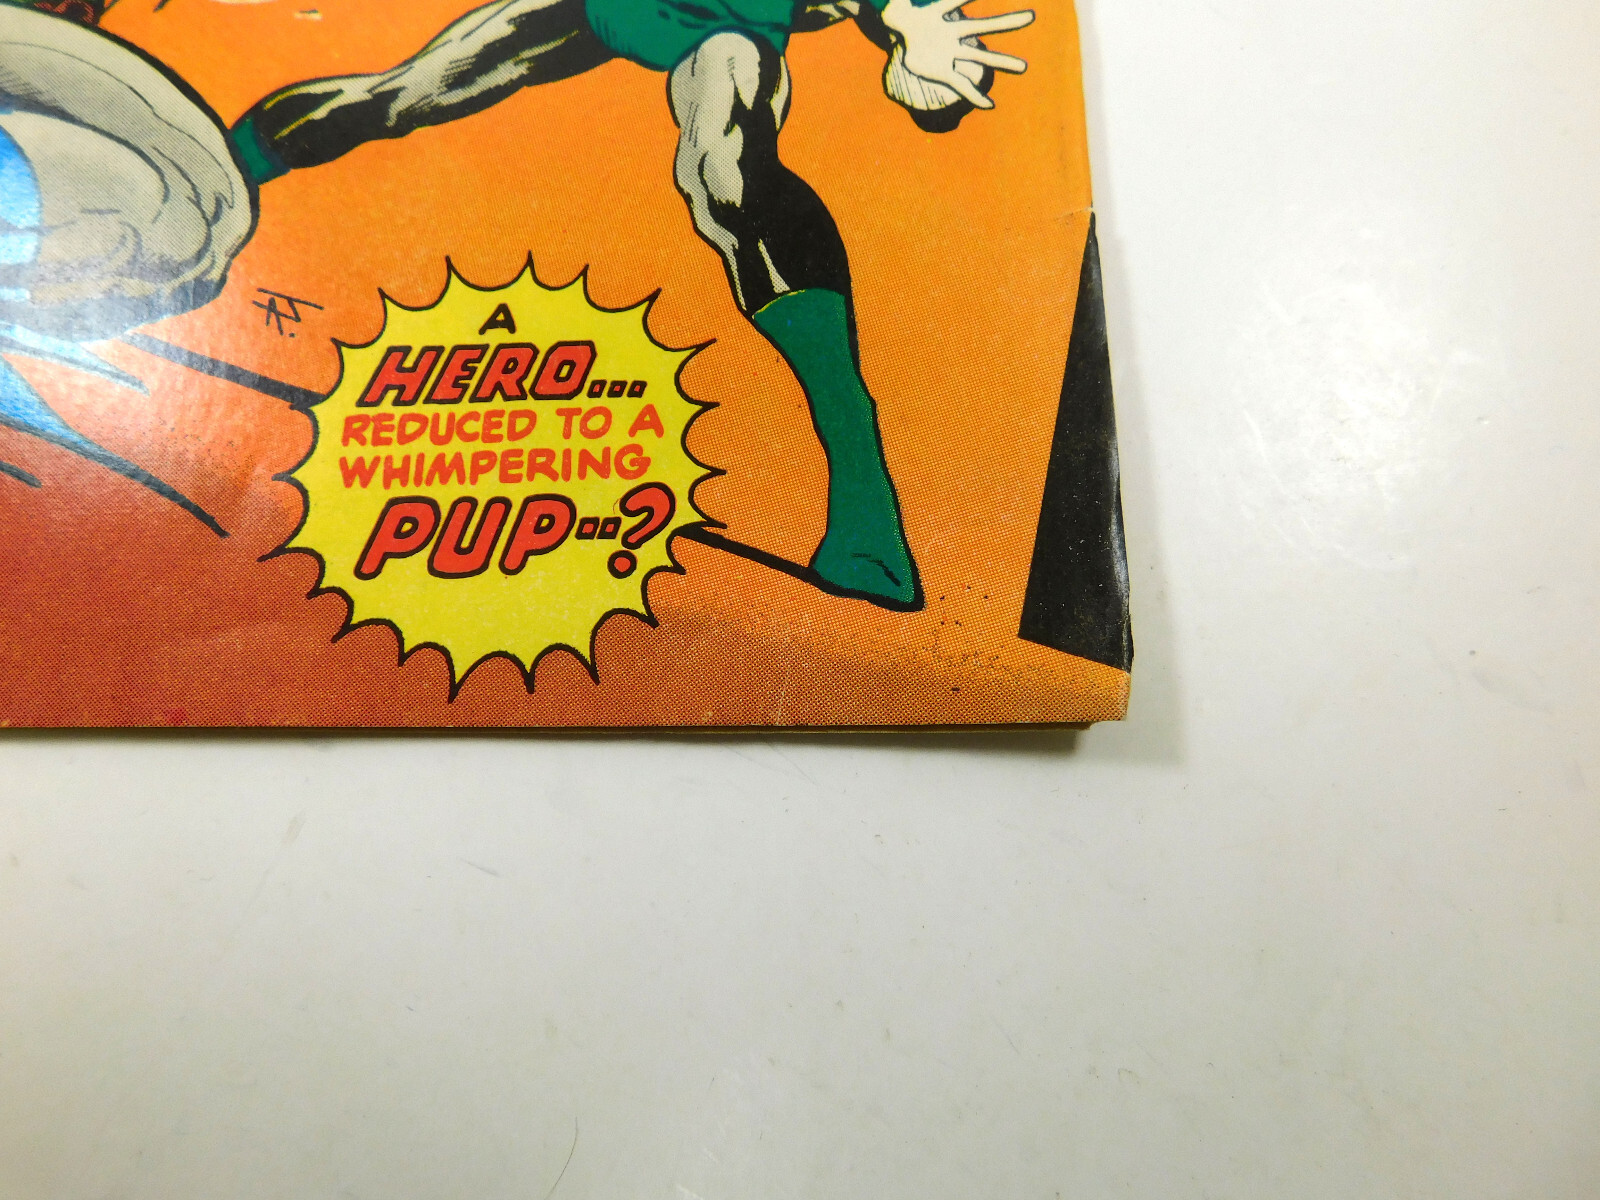 A
HERO...
REDUCED TO A
WHIMPERING
PUP--?